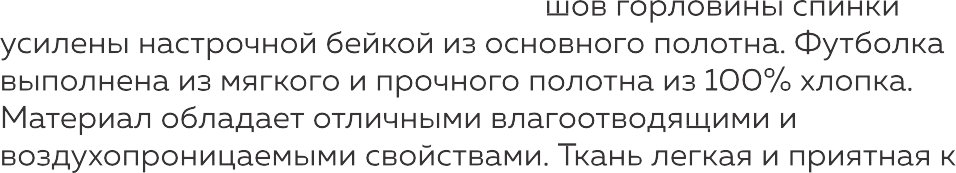 шов горловины спинки
усилены настрочной бейкой из основного полотна. Футболка
выполнена из мягкого и прочного полотна из 100% хлопка.
Материал обладает отличными влагоотводящими и
воздухопроницаемыми свойствами. Ткань легкая и приятная к